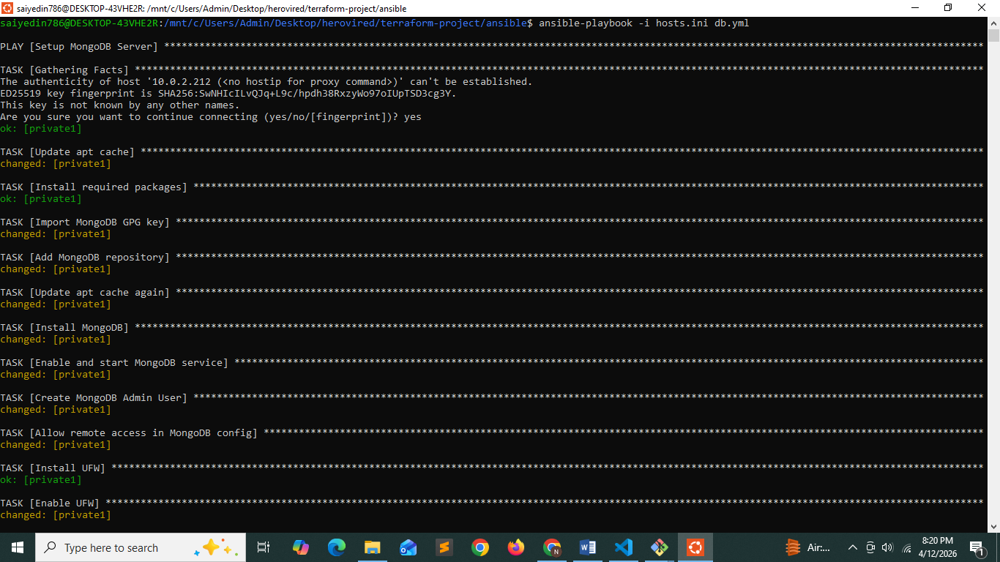 saiyedin786@DESKTOP-43VHE2R: /mnt/c/Users/Admin/Desktop/herovired/terraform-project/ansible
saiyedin786@DESKTOP-43VHE2R:/mnt/c/Users/Admin/Desktop/herovired/terraform-project/ansible$ ansible-playbook -i hosts.ini db.yml
PLAY [Setup MongoDB Server] ********************************************************************************************************************************************
TASK [Gathering Facts] *************************************************************************************************************************************************
The authenticity of host '10.0.2.212 (<no hostip for proxy command>)' can't be established.
ED25519 key fingerprint is SHA256:SwNHIcILvQJq+L9c/hpdh38RxzyWo97oIUpTSD3cg3Y.
This key is not known by any other names.
Are you sure you want to continue connecting (yes/no/[fingerprint])? yes
ok: [private1]
TASK [Update apt cache] ************************************************************************************************************************************************
changed: [private1]
TASK [Install required packages] ***************************************************************************************************************************************
ok: [private1]
TASK [Import MongoDB GPG key] ******************************************************************************************************************************************
changed: [private1]
TASK [Add MongoDB repository] ******************************************************************************************************************************************
changed: [private1]
TASK [Update apt cache again] ******************************************************************************************************************************************
changed: [private1]
TASK [Install MongoDB] *************************************************************************************************************************************************
changed: [private1]
TASK [Enable and start MongoDB service] ********************************************************************************************************************************
changed: [private1]
TASK [Create MongoDB Admin User] ***************************************************************************************************************************************
changed: [private1]
TASK [Allow remote access in MongoDB config] ***************************************************************************************************************************
changed: [private1]
TASK [Install UFW] *****************************************************************************************************************************************************
ok: [private1]
TASK [Enable UFW] ******************************************************************************************************************************************************
changed: [private1]
Type here to search
N
Air:...
8:20 PM
4/12/2026
1